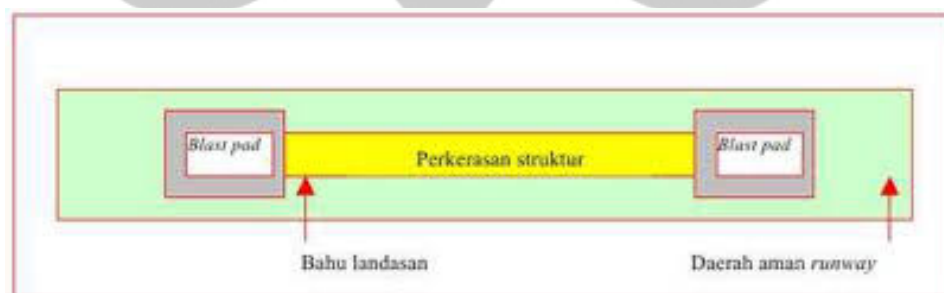 Blast pad
Perkerasan struktur
Blast pad
Bahu landasan
Daerah aman runway